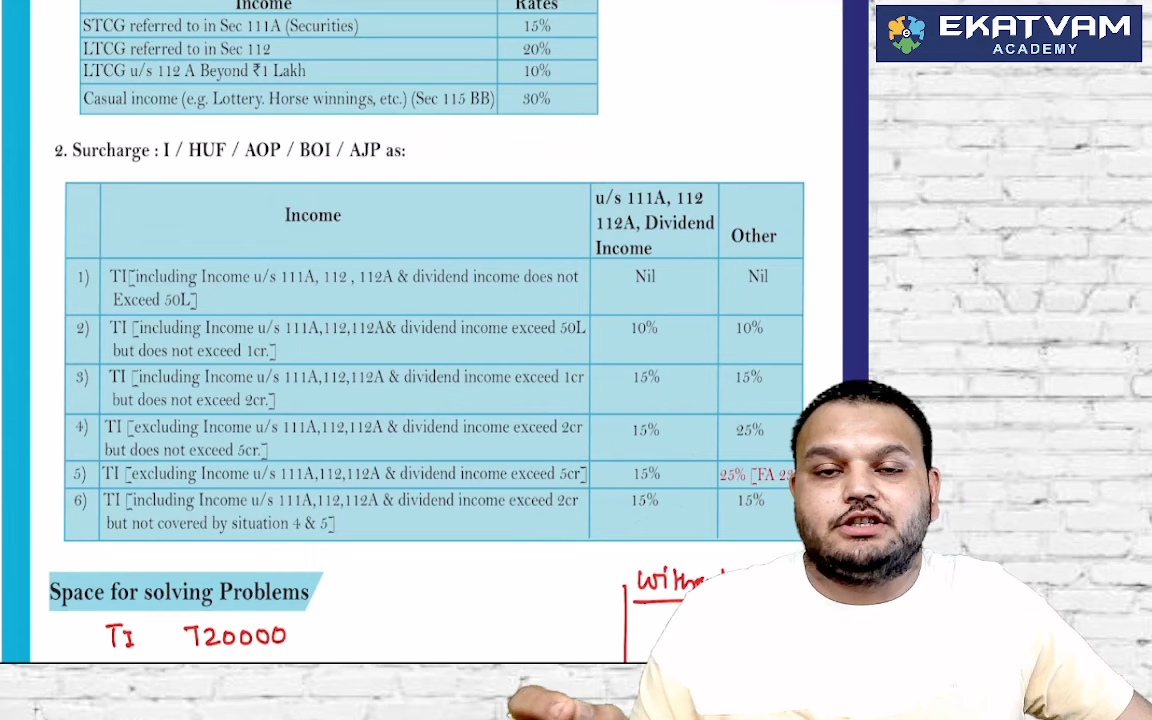 Income Rates
STCG referred to in Sec 111A (Securities) 15%
LTCG referred to in Sec 112 20%
LTCG u/s 112 A Beyond ₹1 Lakh 10%
Casual income (e.g. Lottery. Horse winnings, etc.) (Sec 115 BB) 30%
EKATVAM
ACADEMY
2. Surcharge : I / HUF / AOP / BOI / AJP as:
Income u/s 111A, 112 112A, Dividend Income Other
1) TI[including Income u/s 111A, 112 , 112A & dividend income does not Nil Nil
Exceed 50L]
2) TI [including Income u/s 111A,112,112A& dividend income exceed 50L 10% 10%
but does not exceed 1cr.]
3) TI [including Income u/s 111A,112,112A & dividend income exceed 1cr 15% 15%
but does not exceed 2cr.]
4) TI [excluding Income u/s 111A,112,112A & dividend income exceed 2cr 15% 25%
but does not exceed 5cr.]
5) TI [excluding Income u/s 111A,112,112A & dividend income exceed 5cr] 15% 25% [FA
6) TI [including Income u/s 111A,112,112A & dividend income exceed 2cr 15% 15%
but not covered by situation 4 & 5]
Space for solving Problems
TI 720000